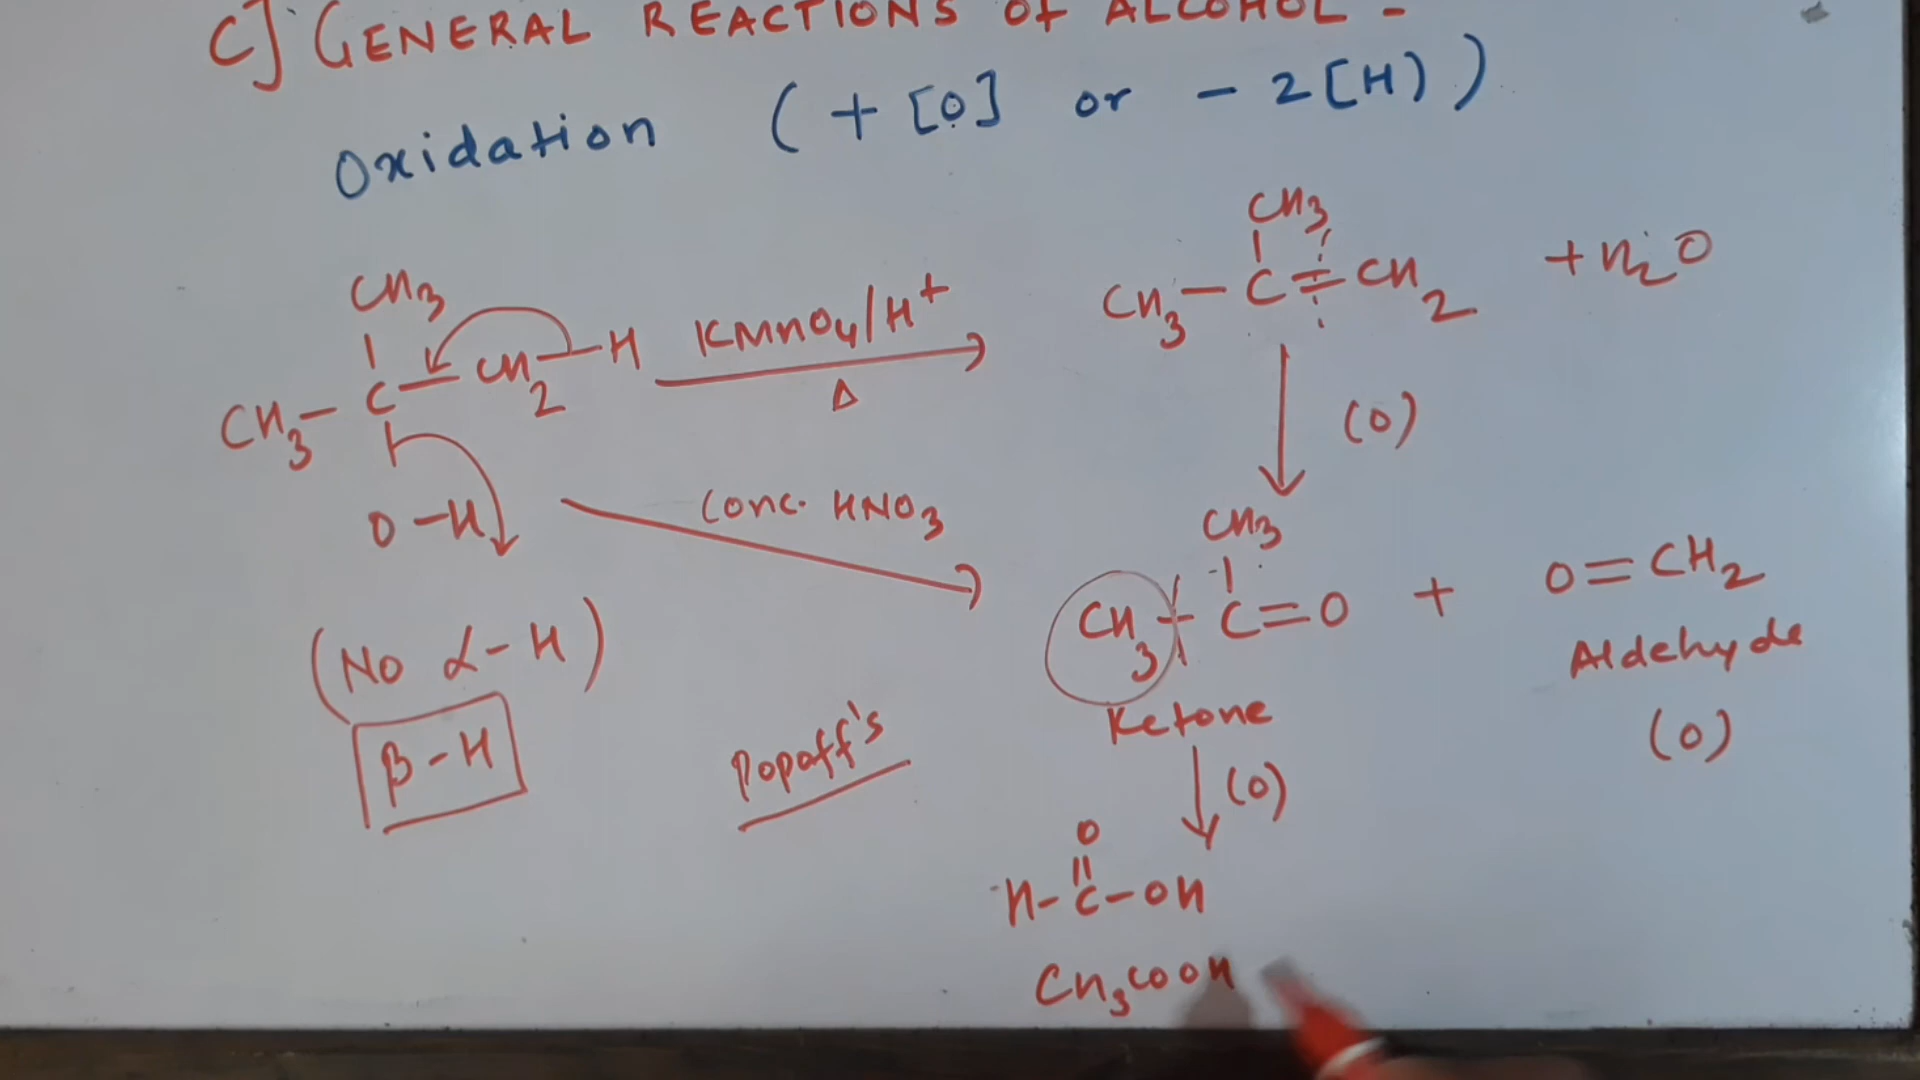 C] GENERAL REACTIONS of ALCOHOL -
Oxidation ( + [O] or - 2[H) )
CH3
CH3 - C - CH2 - H
O - H
(No α - H)
β - H
KMnO4/H+
Δ
CH3
CH3 - C = CH2 + H2O
(O)
Conc. HNO3
CH3
CH3 - C = O + O = CH2
Ketone
Aldehyde
(O)
Popoff's
(O)
O
H - C - OH
CH3COOH